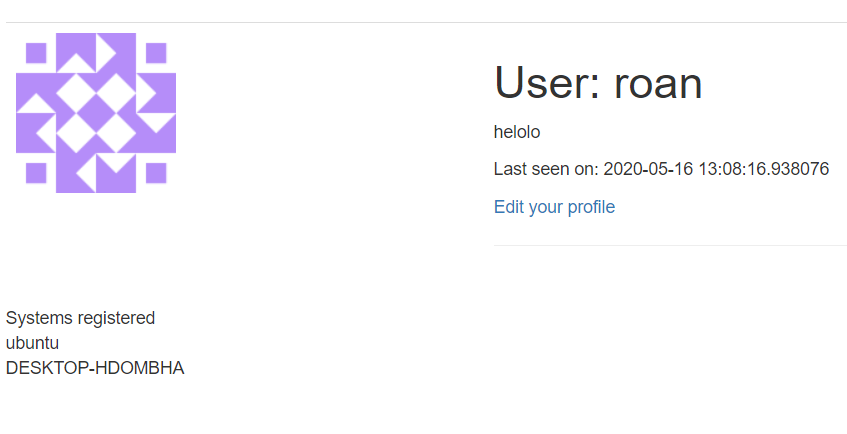 User: roan
helolo
Last seen on: 2020-05-16 13:08:16.938076
Edit your profile
Systems registered
ubuntu
DESKTOP-HDOMBHA